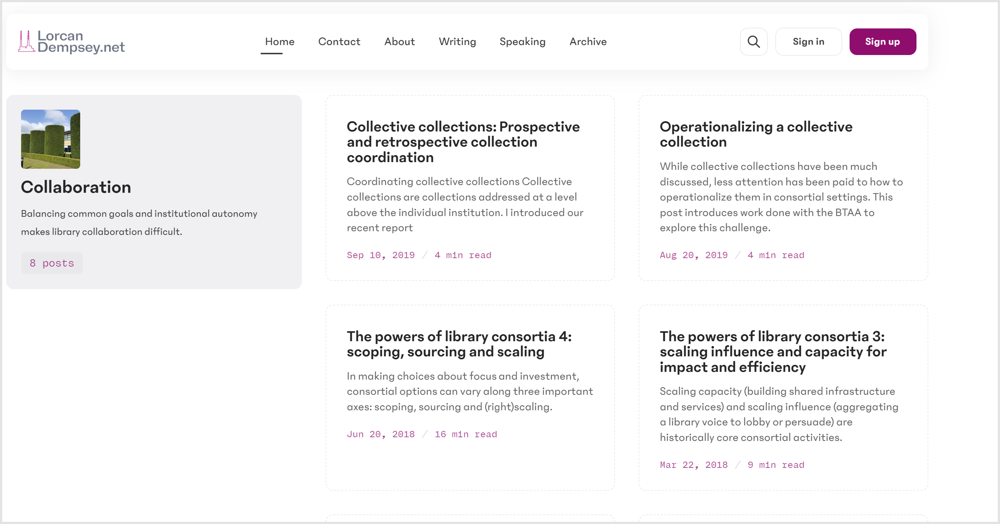 Lorcan
Dempsey.net
Home
Contact
About
Writing
Speaking
Archive
Sign in
Sign up
Collaboration
Balancing common goals and institutional autonomy
makes library collaboration difficult.
8 posts
Collective collections: Prospective
and retrospective collection
coordination
Coordinating collective collections Collective
collections are collections addressed at a level
above the individual institution. I introduced our
recent report
Sep 10, 2019 / 4 min read
Operationalizing a collective
collection
While collective collections have been much
discussed, less attention has been paid to how to
operationalize them in consortial settings. This
post introduces work done with the BTAA to
explore this challenge.
Aug 20, 2019 / 4 min read
The powers of library consortia 4:
scoping, sourcing and scaling
In making choices about focus and investment,
consortial options can vary along three important
axes: scoping, sourcing and (right)scaling.
Jun 20, 2018 / 16 min read
The powers of library consortia 3:
scaling influence and capacity for
impact and efficiency
Scaling capacity (building shared infrastructure
and services) and scaling influence (aggregating
a library voice to lobby or persuade) are
historically core consortial activities.
Mar 22, 2018 / 9 min read